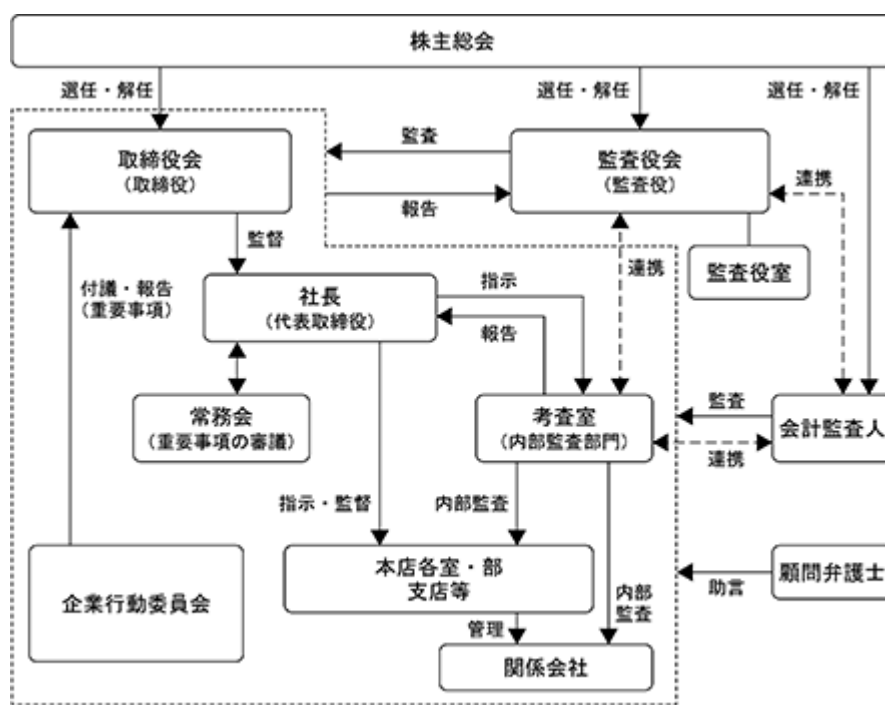 株主総会
選任・解任
選任・解任
選任・解任
取締役会
（取締役）
監査
報告
監査役会
（監査役）
連携
監査役室
監督
連携
付議・報告
（重要事項）
社長
（代表取締役）
指示
報告
常務会
（重要事項の審議）
考査室
（内部監査部門）
監査
会計監査人
連携
指示・監督
内部監査
企業行動委員会
本店各室・部
支店等
内部
監査
助言
顧問弁護士
管理
関係会社